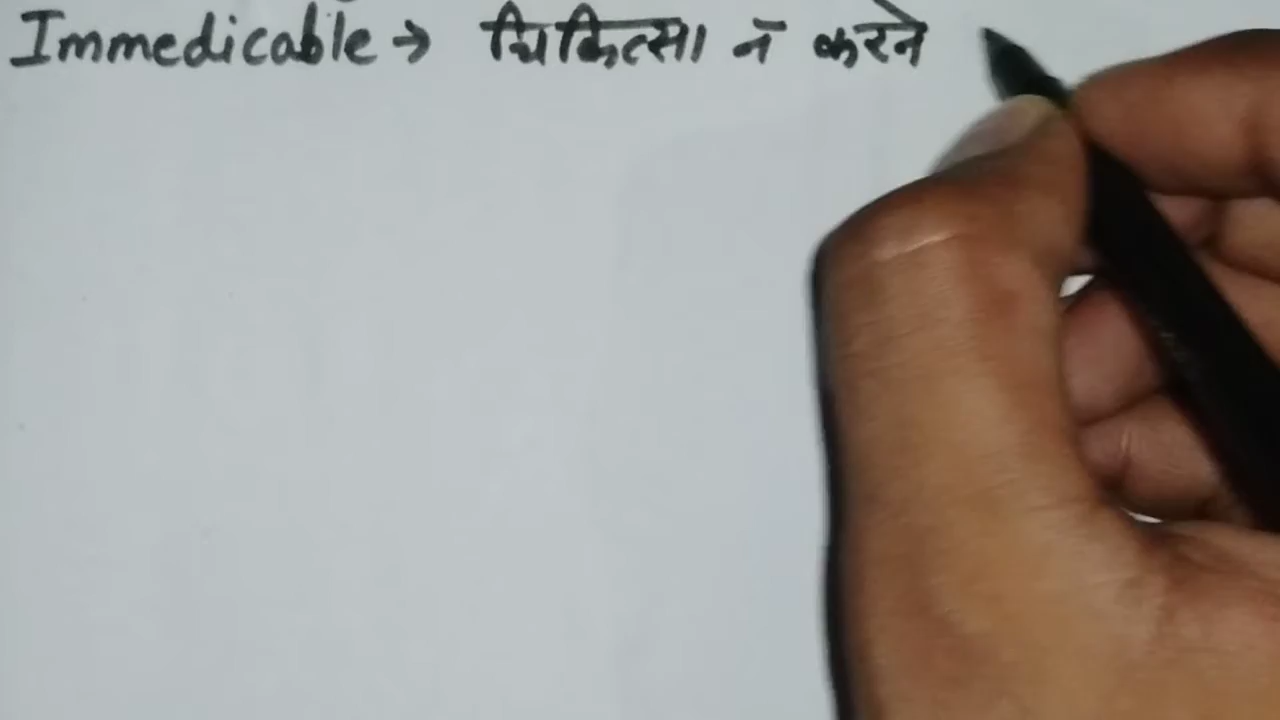 Immedicable → चिकित्सा न करने